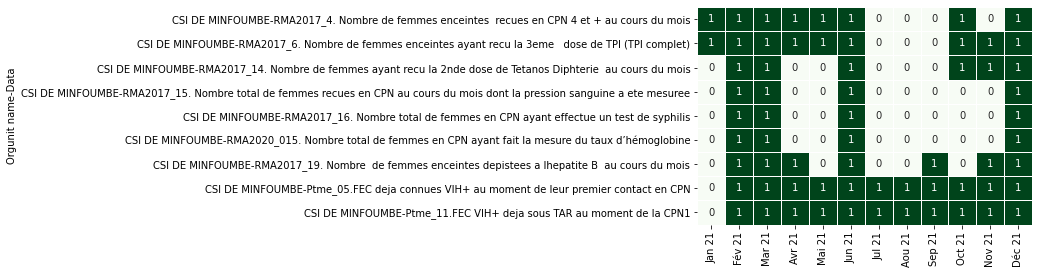 CSI DE MINFOUMBE-RMA2017_4. Nombre de femmes enceintes  recues en CPN 4 et + au cours du mois 1 1 1 1 1 1 0 0 0 1 0 1
CSI DE MINFOUMBE-RMA2017_6. Nombre de femmes enceintes ayant recu la 3eme   dose de TPI (TPI complet) 1 1 1 1 1 1 0 0 0 1 1 1
CSI DE MINFOUMBE-RMA2017_14. Nombre de femmes ayant recu la 2nde dose de Tetanos Diphterie  au cours du mois 0 1 1 0 0 1 0 0 0 1 1 1
CSI DE MINFOUMBE-RMA2017_15. Nombre total de femmes recues en CPN au cours du mois dont la pression sanguine a ete mesuree 0 1 1 0 0 1 0 0 0 0 0 1
CSI DE MINFOUMBE-RMA2017_16. Nombre total de femmes en CPN ayant effectue un test de syphilis 0 1 1 0 0 1 0 0 0 0 0 1
CSI DE MINFOUMBE-RMA2020_015. Nombre total de femmes en CPN ayant fait la mesure du taux d’hémoglobine 0 1 1 0 0 1 0 0 0 0 0 1
CSI DE MINFOUMBE-RMA2017_19. Nombre  de femmes enceintes depistees a lhepatite B  au cours du mois 0 1 1 1 0 1 0 0 1 0 1 1
CSI DE MINFOUMBE-Ptme_05.FEC deja connues VIH+ au moment de leur premier contact en CPN 0 1 1 1 1 1 1 1 1 1 1 1
CSI DE MINFOUMBE-Ptme_11.FEC VIH+ deja sous TAR au moment de la CPN1 0 1 1 1 1 1 1 1 1 1 1 1
Orgunit name-Data
Jan 21 Fév 21 Mar 21 Avr 21 Mai 21 Jun 21 Jul 21 Aou 21 Sep 21 Oct 21 Nov 21 Déc 21